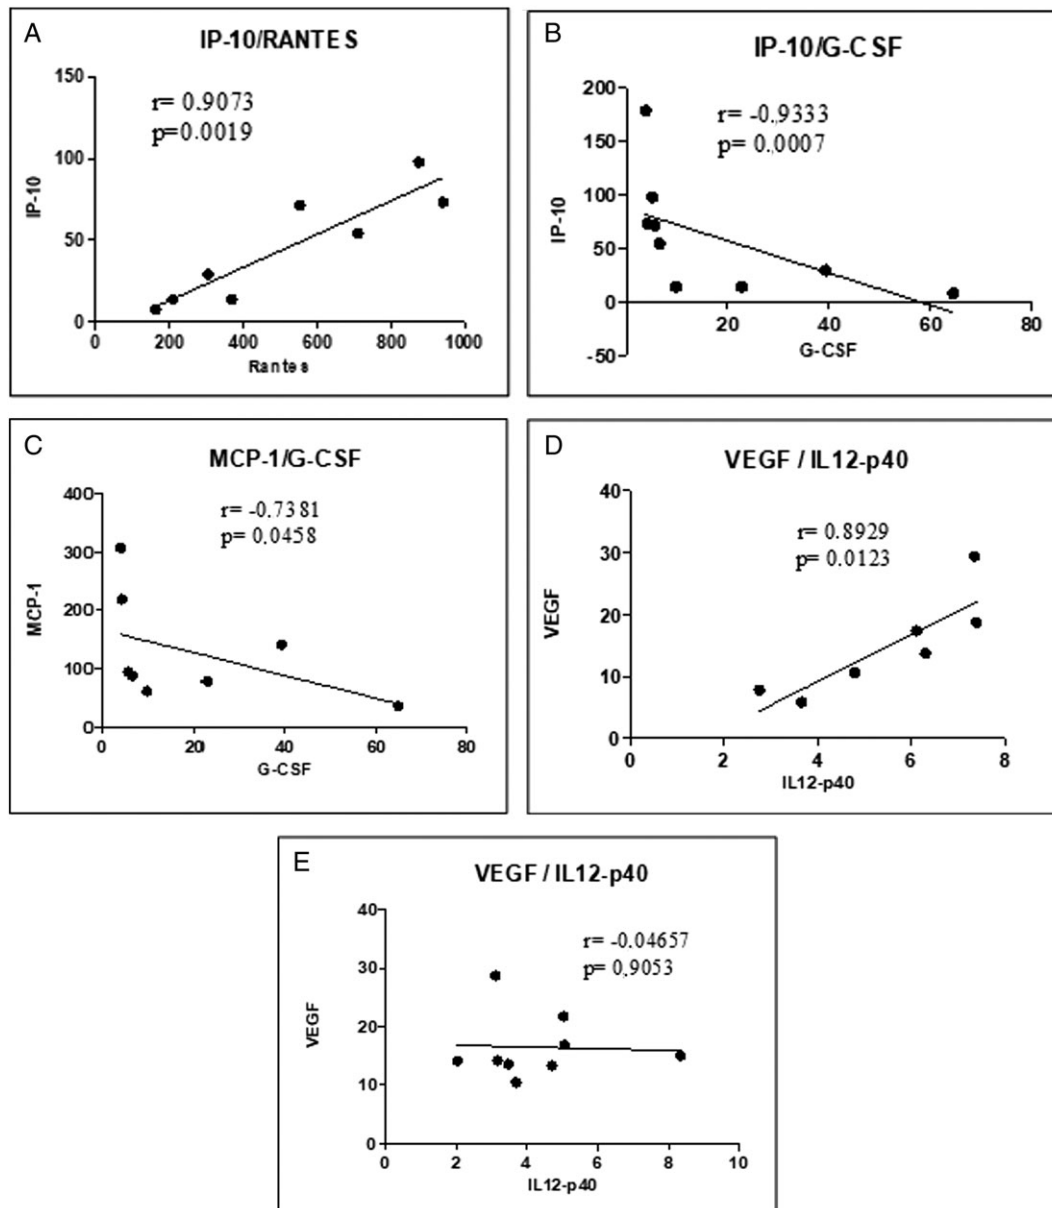 A
IP-10/RANTES
r= 0.9073
p=0.0019
IP-10
150
100
50
0
0 200 400 600 800 1000
Rantes
B
IP-10/G-CSF
r= -0.9333
p= 0.0007
IP-10
200
150
100
50
0
-50
20 40 60 80
G-CSF
C
MCP-1/G-CSF
r= -0.7381
p= 0.0458
MCP-1
400
300
200
100
0
0 20 40 60 80
G-CSF
D
VEGF / IL12-p40
r= 0.8929
p= 0.0123
VEGF
40
30
20
10
0
0 2 4 6 8
IL12-p40
E
VEGF / IL12-p40
r= -0.04657
p= 0.9053
VEGF
40
30
20
10
0
0 2 4 6 8 10
IL12-p40